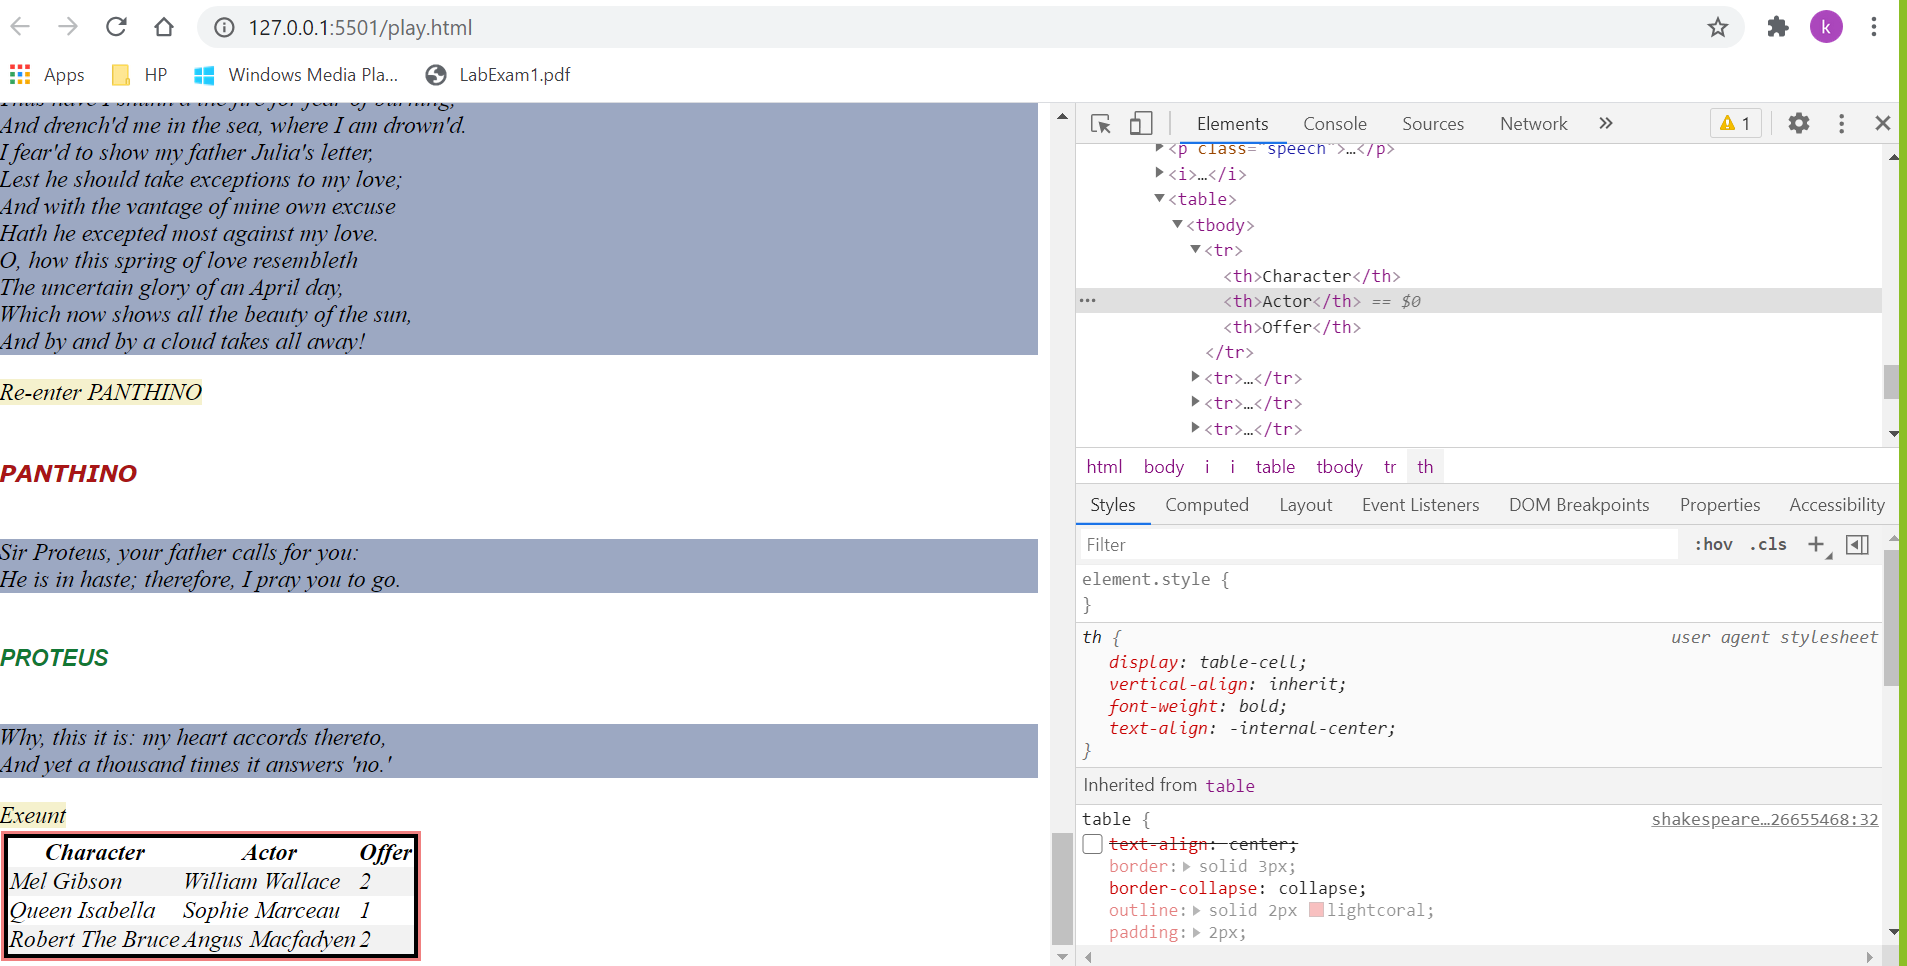 127.0.0.1:5501/play.html
k
Apps HP Windows Media Pla... LabExam1.pdf
Thus have I shunn'd the fire for fear of burning,
And drench'd me in the sea, where I am drown'd.
I fear'd to show my father Julia's letter,
Lest he should take exceptions to my love;
And with the vantage of mine own excuse
Hath he excepted most against my love.
O, how this spring of love resembleth
The uncertain glory of an April day,
Which now shows all the beauty of the sun,
And by and by a cloud takes all away!
Re-enter PANTHINO
PANTHINO
Sir Proteus, your father calls for you:
He is in haste; therefore, I pray you to go.
PROTEUS
Why, this it is: my heart accords thereto,
And yet a thousand times it answers 'no.'
Exeunt
Character Actor Offer
Mel Gibson William Wallace 2
Queen Isabella Sophie Marceau 1
Robert The Bruce Angus Macfadyen 2
Elements Console Sources Network » 1
<p class="speech">…</p>
<i>…</i>
<table>
<tbody>
<tr>
<th>Character</th>
... <th>Actor</th> == $0
<th>Offer</th>
</tr>
<tr>…</tr>
<tr>…</tr>
<tr>…</tr>
html body i i table tbody tr th
Styles Computed Layout Event Listeners DOM Breakpoints Properties Accessibility
Filter :hov .cls +
element.style {
}
th { user agent stylesheet
display: table-cell;
vertical-align: inherit;
font-weight: bold;
text-align: -internal-center;
}
Inherited from table
table { shakespeare…26655468:32
text-align: center;
border: solid 3px;
border-collapse: collapse;
outline: solid 2px lightcoral;
padding: 2px;